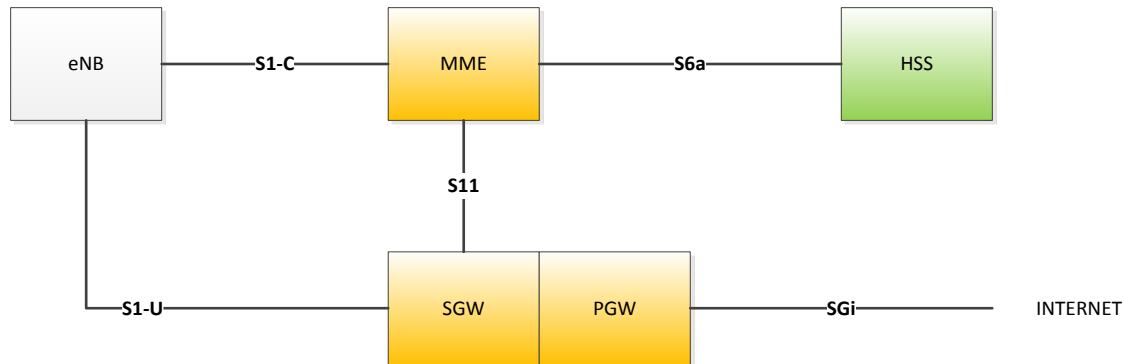 eNB
S1-C
MME
S6a
HSS
S11
S1-U
SGW
PGW
SGi
INTERNET